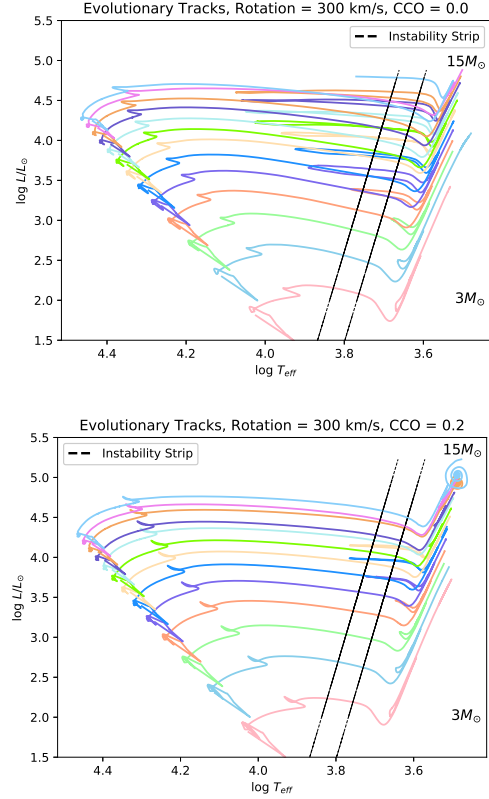 Evolutionary Tracks, Rotation = 300 km/s, CCO = 0.0
5.5
Instability Strip
15M⊙
5.0
4.5
4.0
3.5
3.0
2.5
2.0
1.5
log L/L⊙
3M⊙
4.4 4.2 4.0 3.8 3.6
log T_eff
Evolutionary Tracks, Rotation = 300 km/s, CCO = 0.2
5.5
Instability Strip
15M⊙
5.0
4.5
4.0
3.5
3.0
2.5
2.0
1.5
log L/L⊙
3M⊙
4.4 4.2 4.0 3.8 3.6
log T_eff